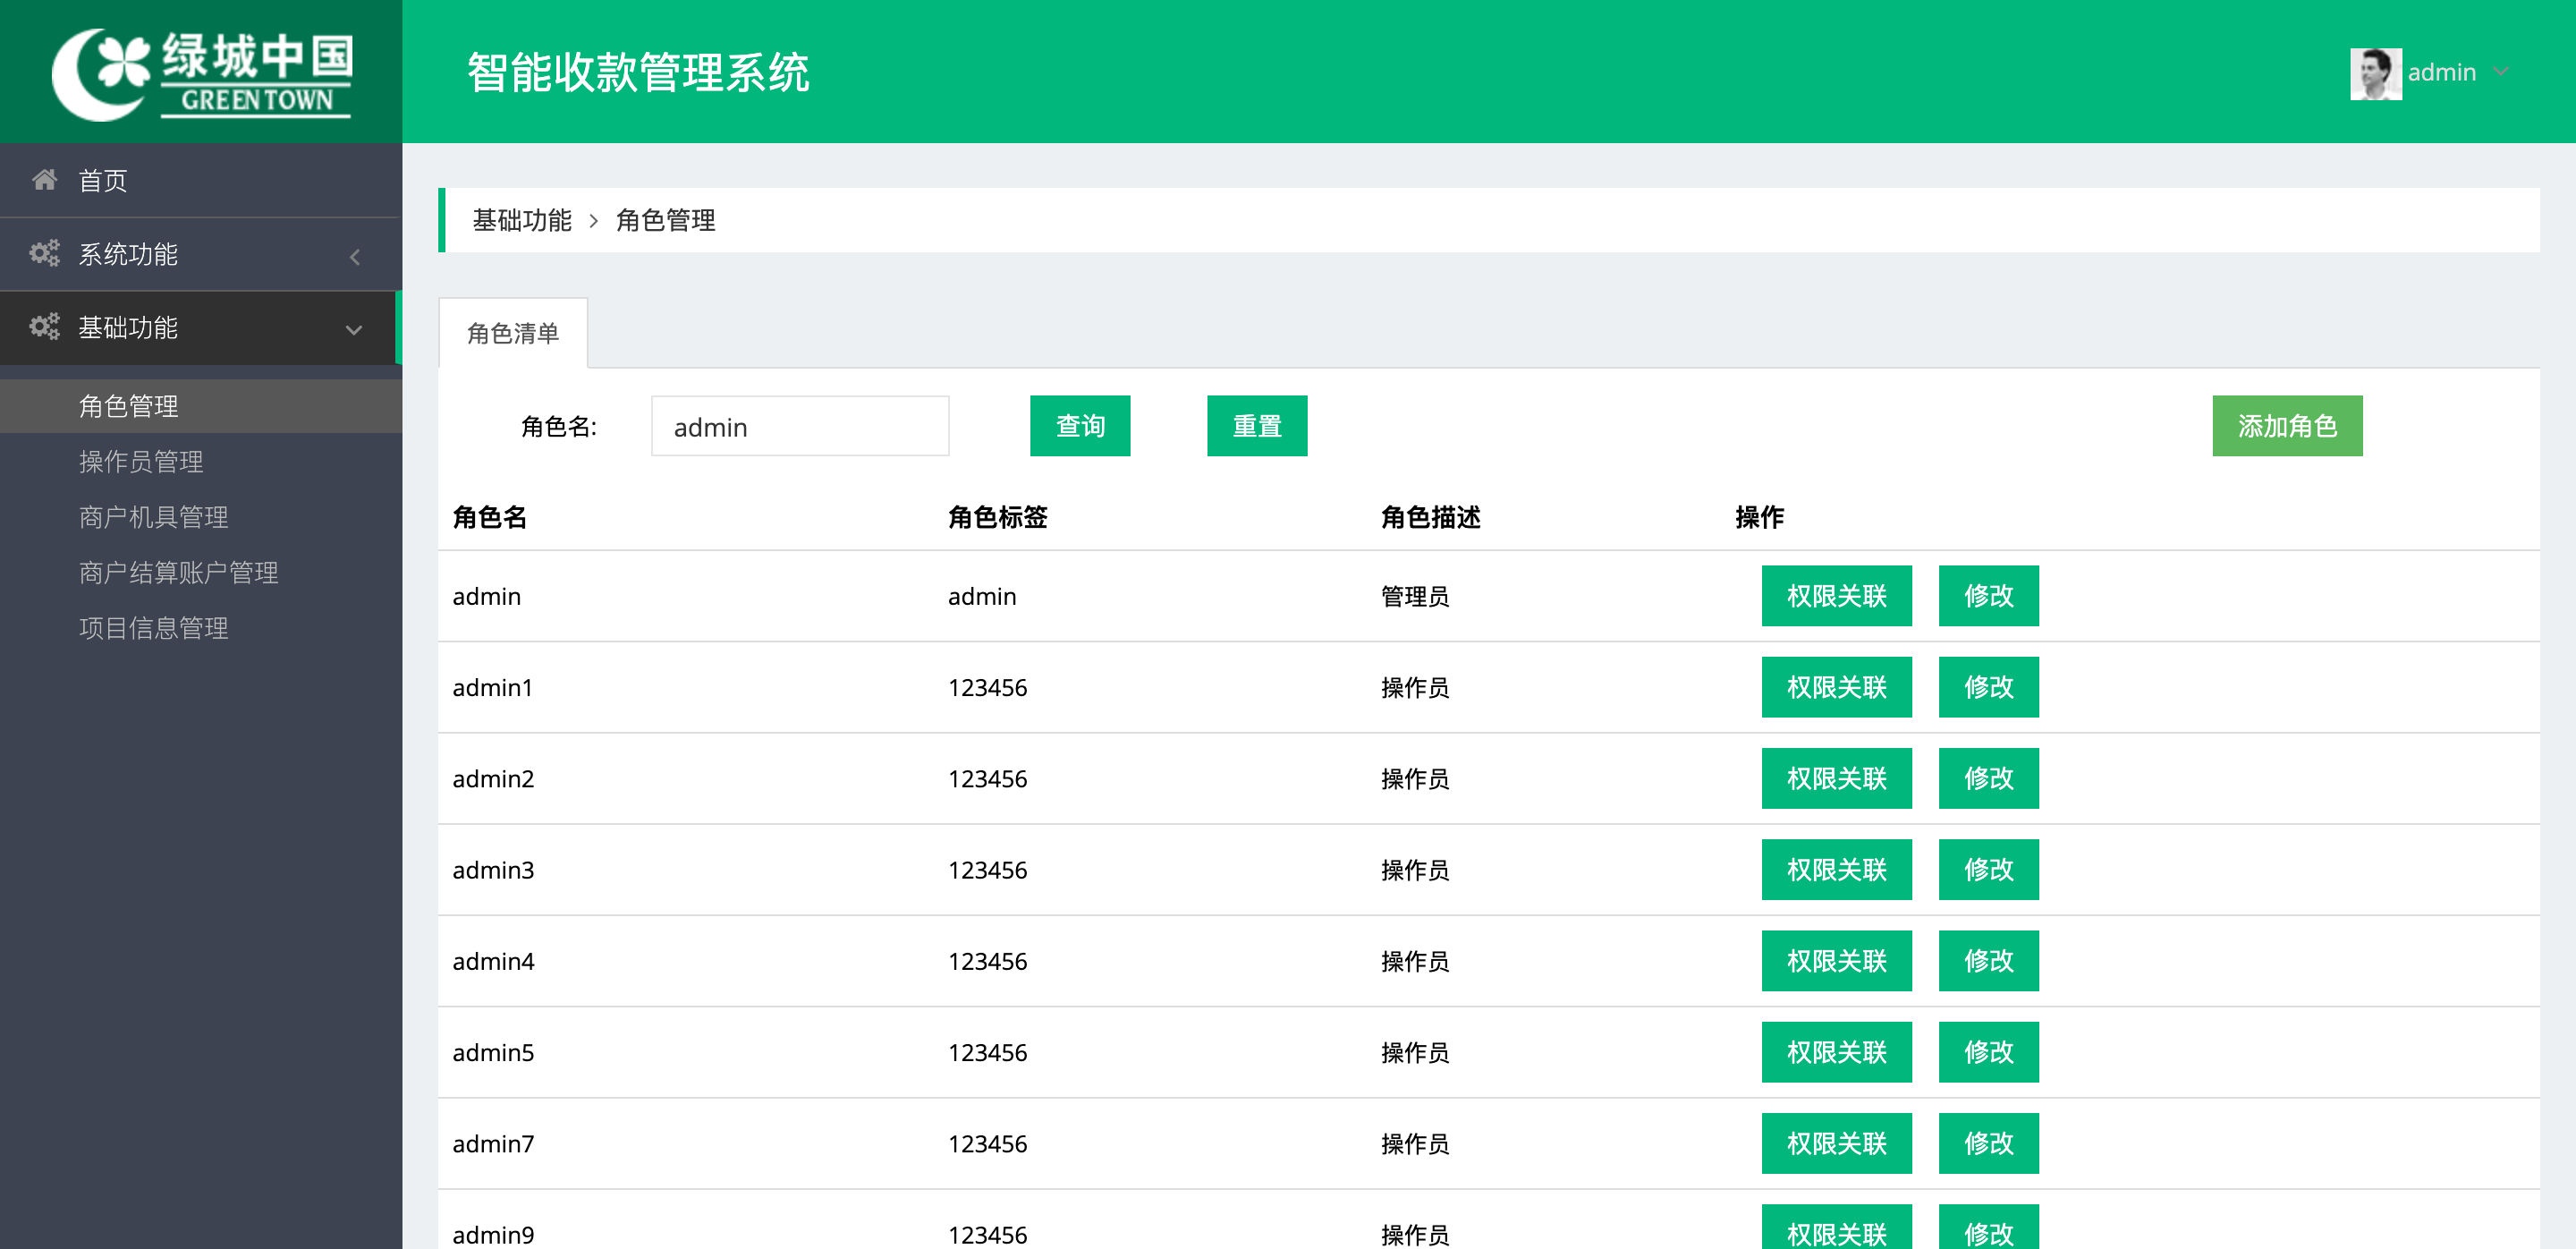 绿城中国
GREENTOWN
智能收款管理系统
admin
首页
系统功能
基础功能
角色管理
操作员管理
商户机具管理
商户结算账户管理
项目信息管理
基础功能 > 角色管理
角色清单
角色名: admin 查询 重置 添加角色
角色名 角色标签 角色描述 操作
admin admin 管理员 权限关联 修改
admin1 123456 操作员 权限关联 修改
admin2 123456 操作员 权限关联 修改
admin3 123456 操作员 权限关联 修改
admin4 123456 操作员 权限关联 修改
admin5 123456 操作员 权限关联 修改
admin7 123456 操作员 权限关联 修改
admin9 123456 操作员 权限关联 修改